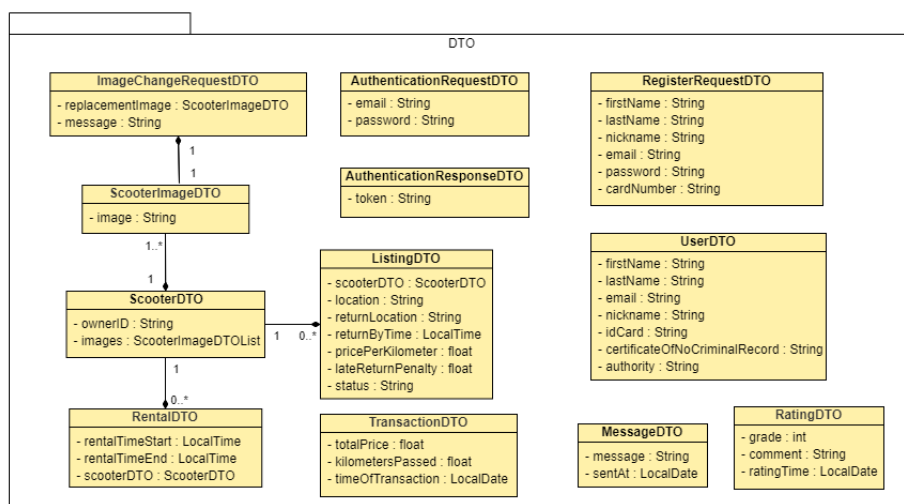 DTO
ImageChangeRequestDTO
- replacementImage : ScooterImageDTO
- message : String
1
1
ScooterImageDTO
- image : String
1..*
1
ScooterDTO
- ownerID : String
- images : ScooterImageDTOList
1
0..*
1
0..*
RentalDTO
- rentalTimeStart : LocalTime
- rentalTimeEnd : LocalTime
- scooterDTO : ScooterDTO
AuthenticationRequestDTO
- email : String
- password : String
AuthenticationResponseDTO
- token : String
ListingDTO
- scooterDTO : ScooterDTO
- location : String
- returnLocation : String
- returnByTime : LocalTime
- pricePerKilometer : float
- lateReturnPenalty : float
- status : String
TransactionDTO
- totalPrice : float
- kilometersPassed : float
- timeOfTransaction : LocalDate
RegisterRequestDTO
- firstName : String
- lastName : String
- nickname : String
- email : String
- password : String
- cardNumber : String
UserDTO
- firstName : String
- lastName : String
- email : String
- nickname : String
- idCard : String
- certificateOfNoCriminalRecord : String
- authority : String
MessageDTO
- message : String
- sentAt : LocalDate
RatingDTO
- grade : int
- comment : String
- ratingTime : LocalDate